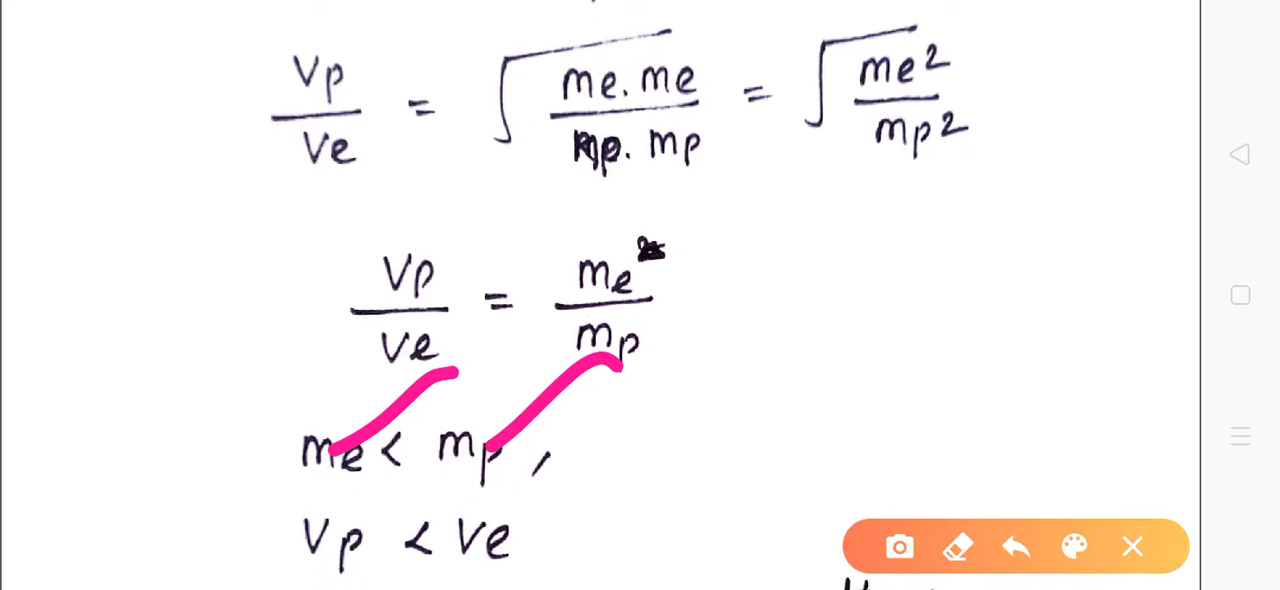 Vp/Ve = √(me.me/mp.mp) = √(me²/mp²)
Vp/Ve = me/mp
me < mp,
Vp < Ve